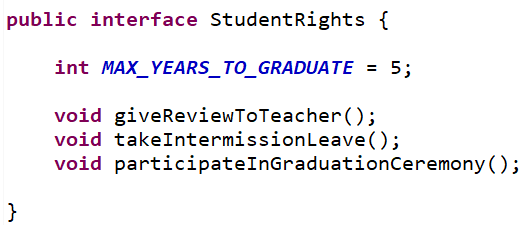 public interface StudentRights {
int MAX_YEARS_TO_GRADUATE = 5;
void giveReviewToTeacher();
void takeIntermissionLeave();
void participateInGraduationCeremony();
}